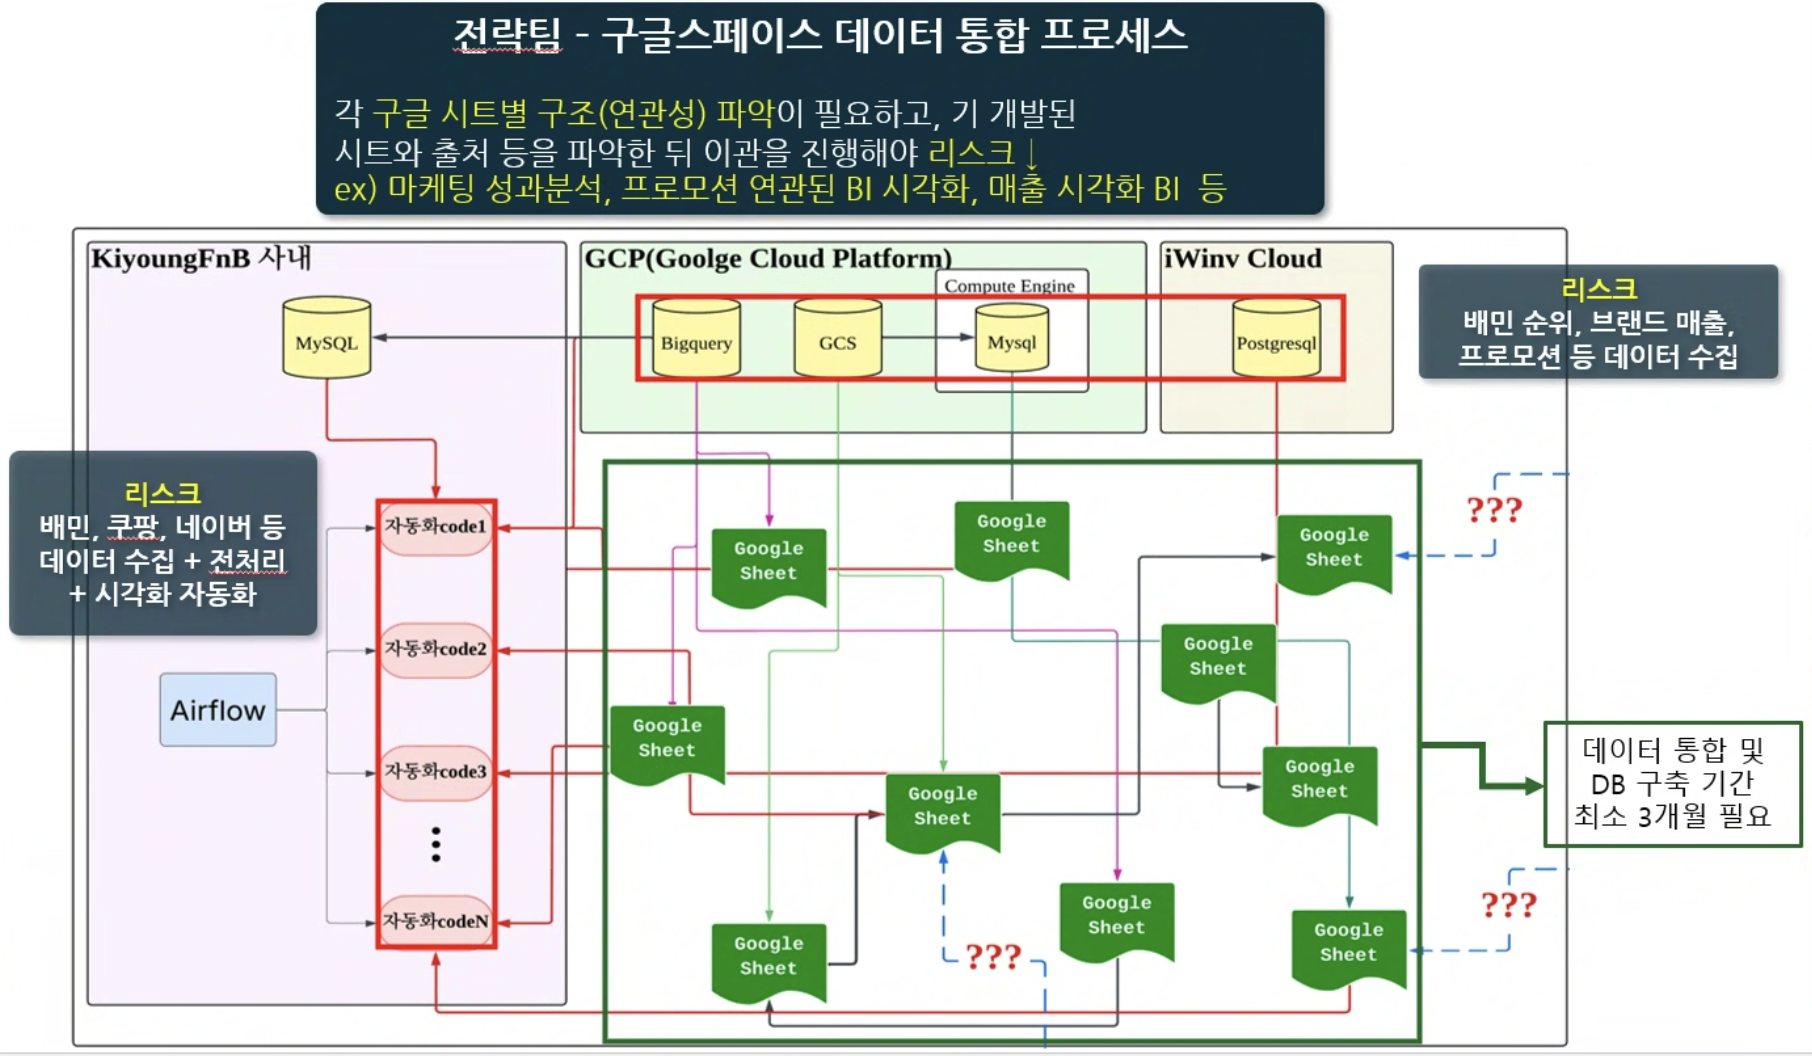 전략팀 - 구글스페이스 데이터 통합 프로세스
각 구글 시트별 구조(연관성) 파악이 필요하고, 기 개발된
시트와 출처 등을 파악한 뒤 이관을 진행해야 리스크↓
ex) 마케팅 성과분석, 프로모션 연관된 BI 시각화, 매출 시각화 BI 등
KiyoungFnB 사내
GCP(Goolge Cloud Platform)
iWinv Cloud
Compute Engine
MySQL
Bigquery
GCS
Mysql
Postgresql
리스크
배민 순위, 브랜드 매출,
프로모션 등 데이터 수집
리스크
배민, 쿠팡, 네이버 등
데이터 수집 + 전처리
+ 시각화 자동화
자동화code1
자동화code2
자동화code3
자동화codeN
Airflow
Google
Sheet
Google
Sheet
Google
Sheet
???
Google
Sheet
Google
Sheet
Google
Sheet
Google
Sheet
데이터 통합 및
DB 구축 기간
최소 3개월 필요
Google
Sheet
Google
Sheet
Google
Sheet
???
???